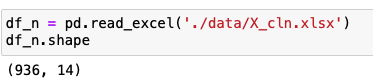 df_n = pd.read_excel('./data/X_cln.xlsx')
df_n.shape
(936, 14)